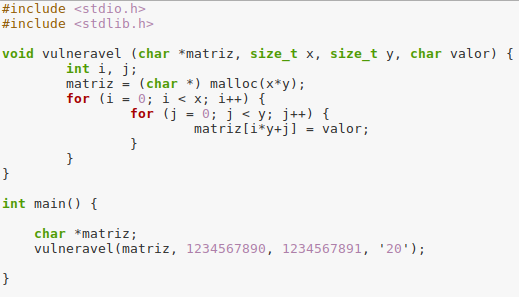 #include <stdio.h>
#include <stdlib.h>
void vulneravel (char *matriz, size_t x, size_t y, char valor) {
int i, j;
matriz = (char *) malloc(x*y);
for (i = 0; i < x; i++) {
for (j = 0; j < y; j++) {
matriz[i*y+j] = valor;
}
}
}
int main() {
char *matriz;
vulneravel(matriz, 1234567890, 1234567891, '20');
}